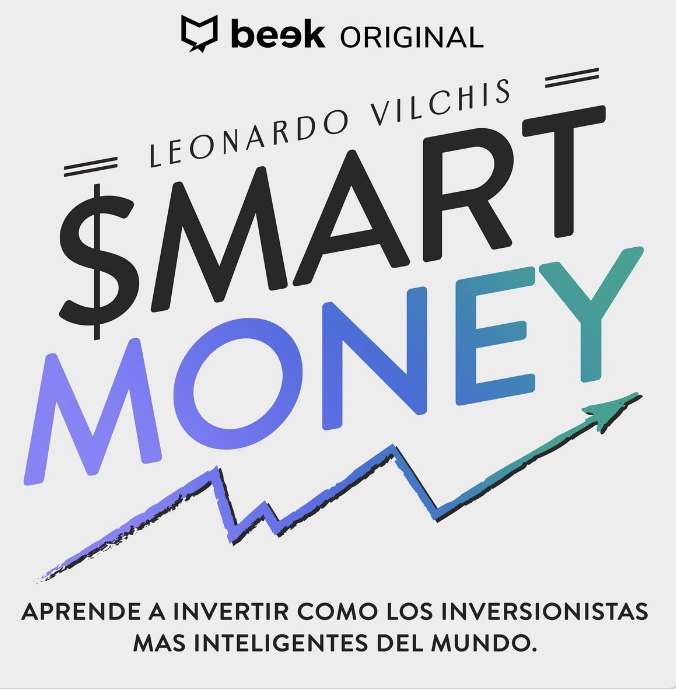 beek ORIGINAL
LEONARDO VILCHIS
$MART
MONEY
APRENDE A INVERTIR COMO LOS INVERSIONISTAS
MAS INTELIGENTES DEL MUNDO.